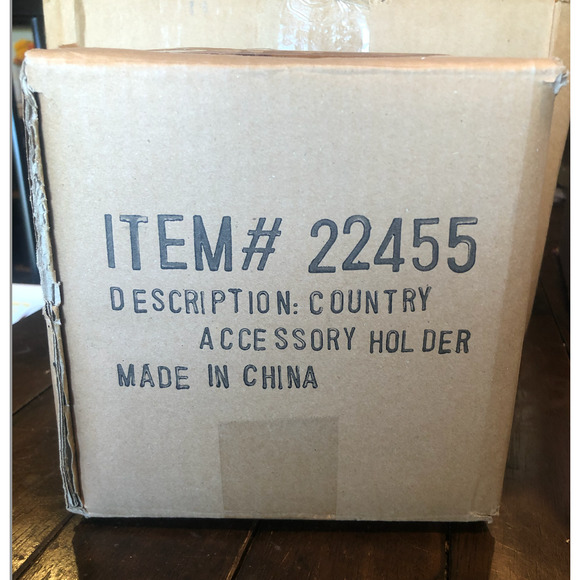 ITEM# 22455
DESCRIPTION: COUNTRY
ACCESSORY HOLDER
MADE IN CHINA